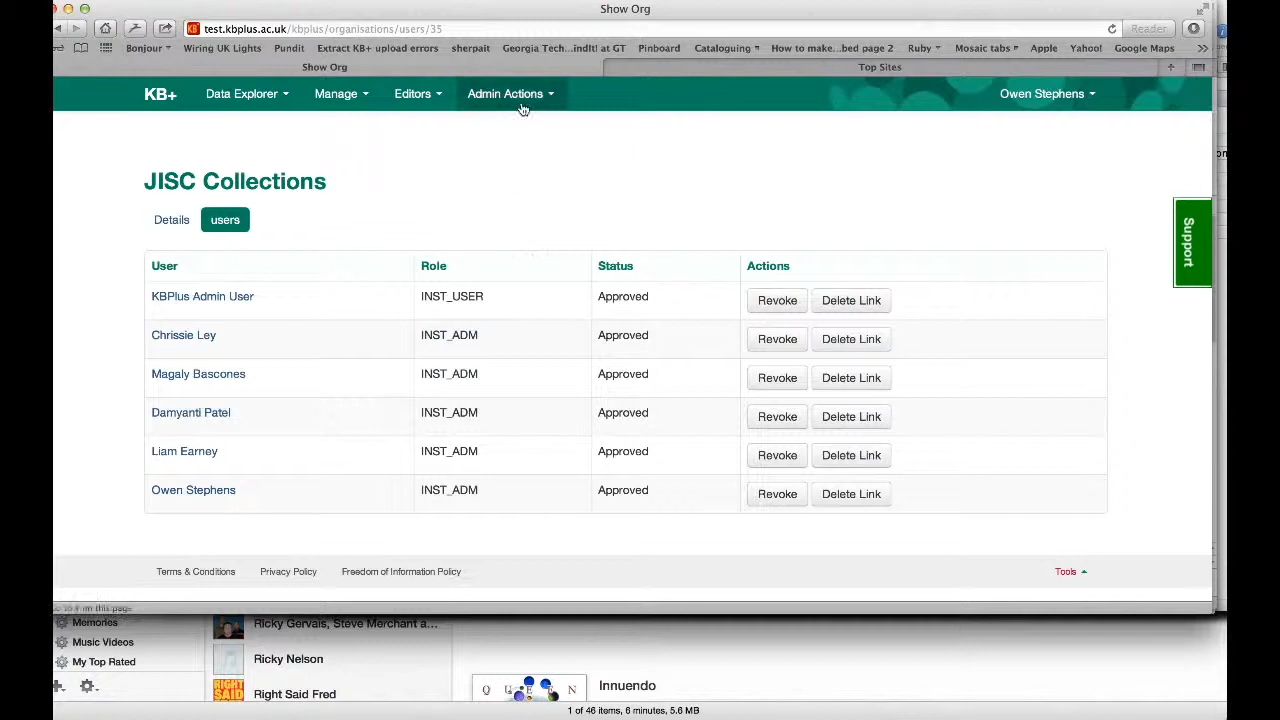 Show Org
test.kbplus.ac.uk/kbplus/organisations/users/35
Reader
Bonjour Wiring UK Lights Pundit Extract KB+ upload errors sherpait Georgia Tech...indIt! at GT Pinboard Cataloguing How to make...bed page 2 Ruby Mosaic tabs Apple Yahoo! Google Maps
Show Org Top Sites
KB+ Data Explorer Manage Editors Admin Actions Owen Stephens
JISC Collections
Details users
Support
User Role Status Actions
KBPlus Admin User INST_USER Approved Revoke Delete Link
Chrissie Ley INST_ADM Approved Revoke Delete Link
Magaly Bascones INST_ADM Approved Revoke Delete Link
Damyanti Patel INST_ADM Approved Revoke Delete Link
Liam Earney INST_ADM Approved Revoke Delete Link
Owen Stephens INST_ADM Approved Revoke Delete Link
Terms & Conditions Privacy Policy Freedom of Information Policy Tools
Memories
Ricky Gervais, Steve Merchant a...
Music Videos
My Top Rated
Ricky Nelson
Innuendo
QUEEN
RIGHT SAID FRED
Right Said Fred
1 of 46 items, 6 minutes, 5.6 MB